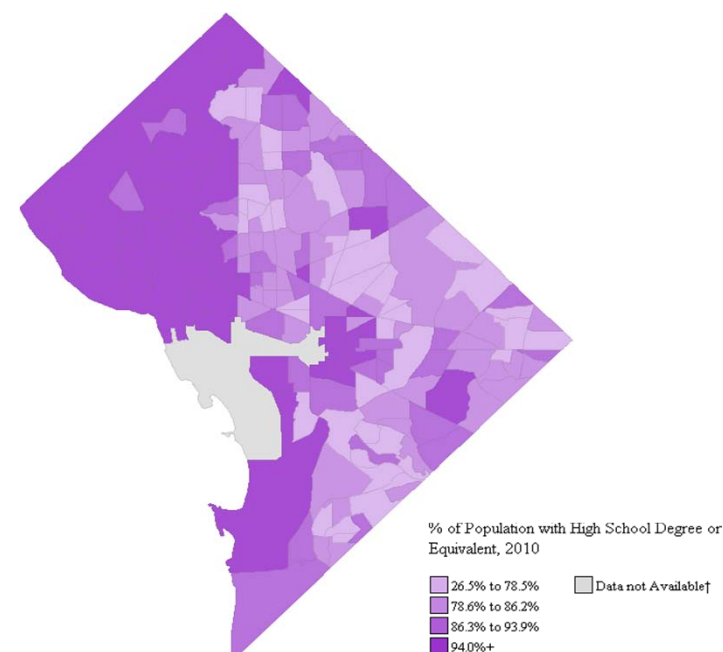 % of Population with High School Degree or
Equivalent, 2010
26.5% to 78.5%
Data not Available†
78.6% to 86.2%
86.3% to 93.9%
94.0%+